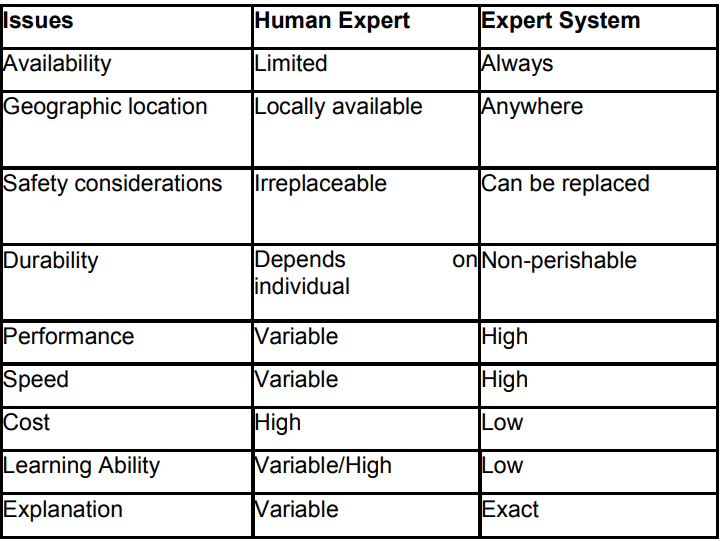 Issues Human Expert Expert System
Availability Limited Always
Geographic location Locally available Anywhere
Safety considerations Irreplaceable Can be replaced
Durability Depends on individual Non-perishable
Performance Variable High
Speed Variable High
Cost High Low
Learning Ability Variable/High Low
Explanation Variable Exact